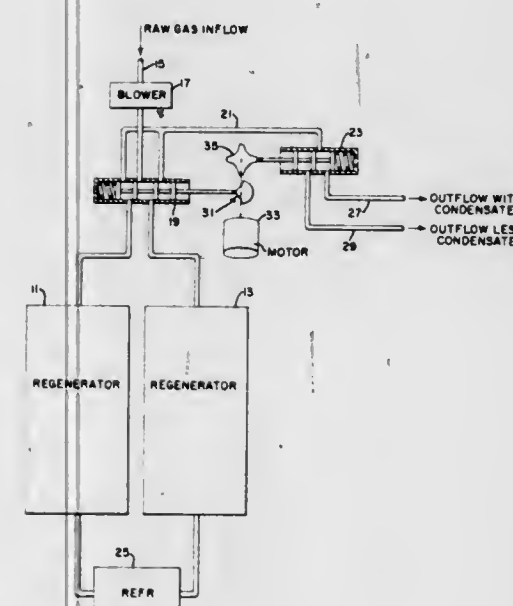 RAW GAS INFLOW
15
17
BLOWER
21
35
23
31
19
33
27
OUTFLOW WIT
CONDENSATE
OUTFLOW LES
CONDENSATE
29
MOTOR
11
13
REGENERATOR
REGENERATOR
25
REFR